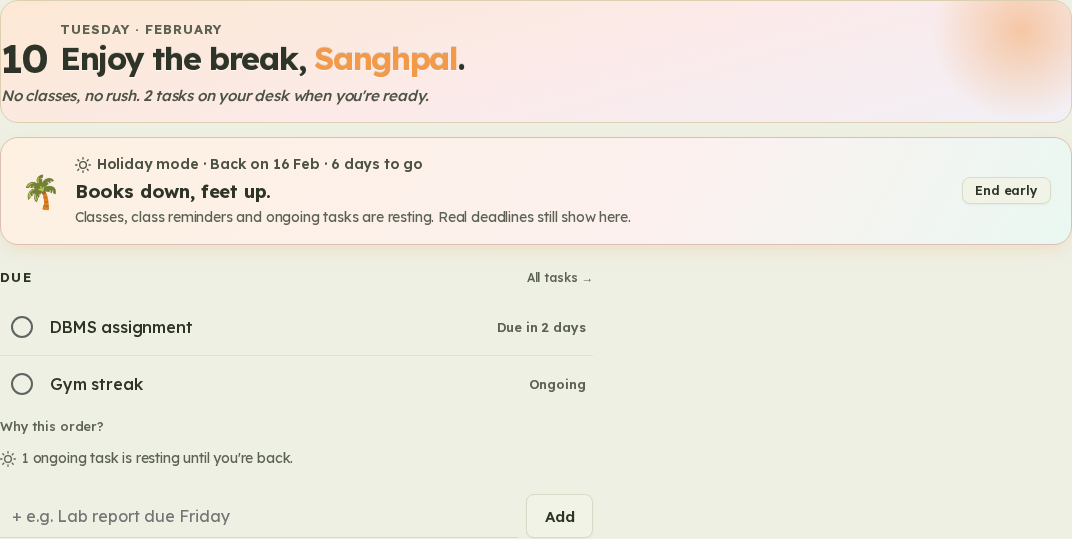 TUESDAY · FEBRUARY
10 Enjoy the break, Sanghpal.
No classes, no rush. 2 tasks on your desk when you're ready.
Holiday mode · Back on 16 Feb · 6 days to go
Books down, feet up.
Classes, class reminders and ongoing tasks are resting. Real deadlines still show here.
End early
DUE
All tasks →
DBMS assignment
Due in 2 days
Gym streak
Ongoing
Why this order?
1 ongoing task is resting until you're back.
+ e.g. Lab report due Friday
Add